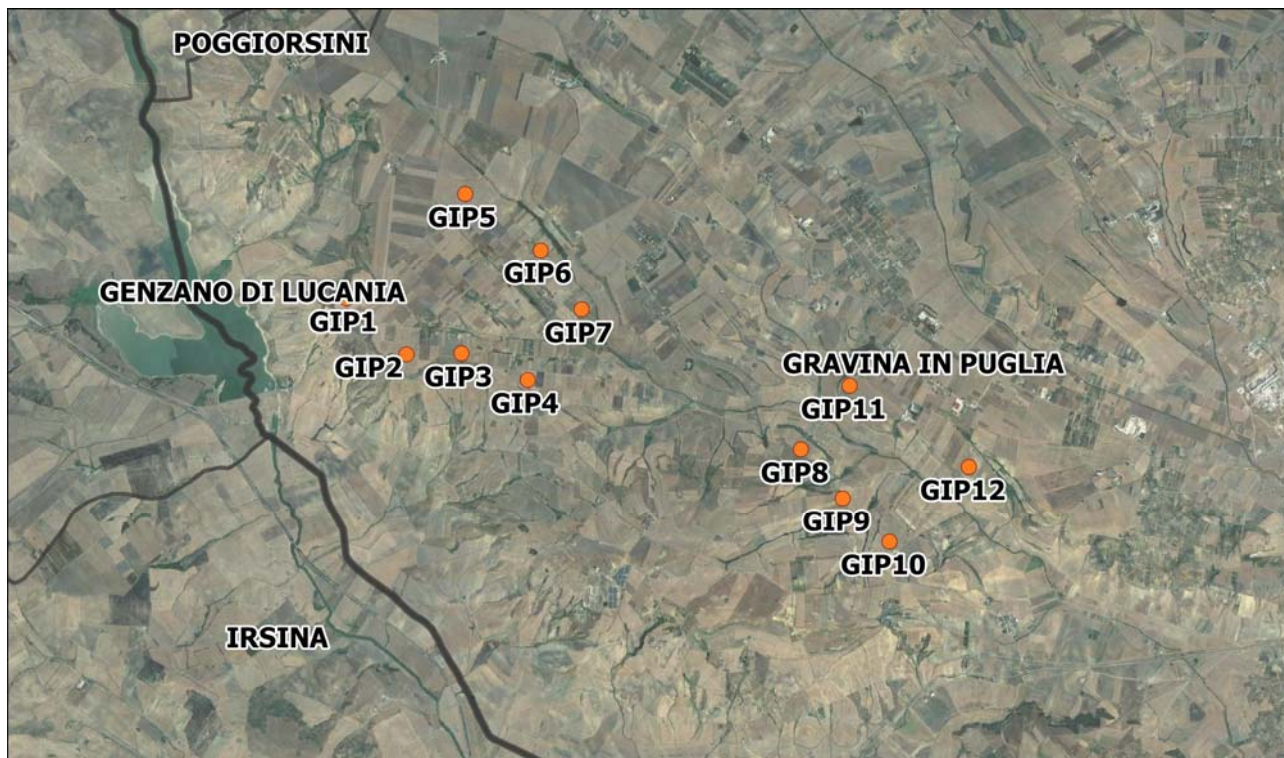 POGGIORSINI
GIP5
GIP6
GENZANO DI LUCANIA
GIP1
GIP7
GIP2
GIP3
GRAVINA IN PUGLIA
GIP4
GIP11
GIP8
GIP12
GIP9
GIP10
IRSINA